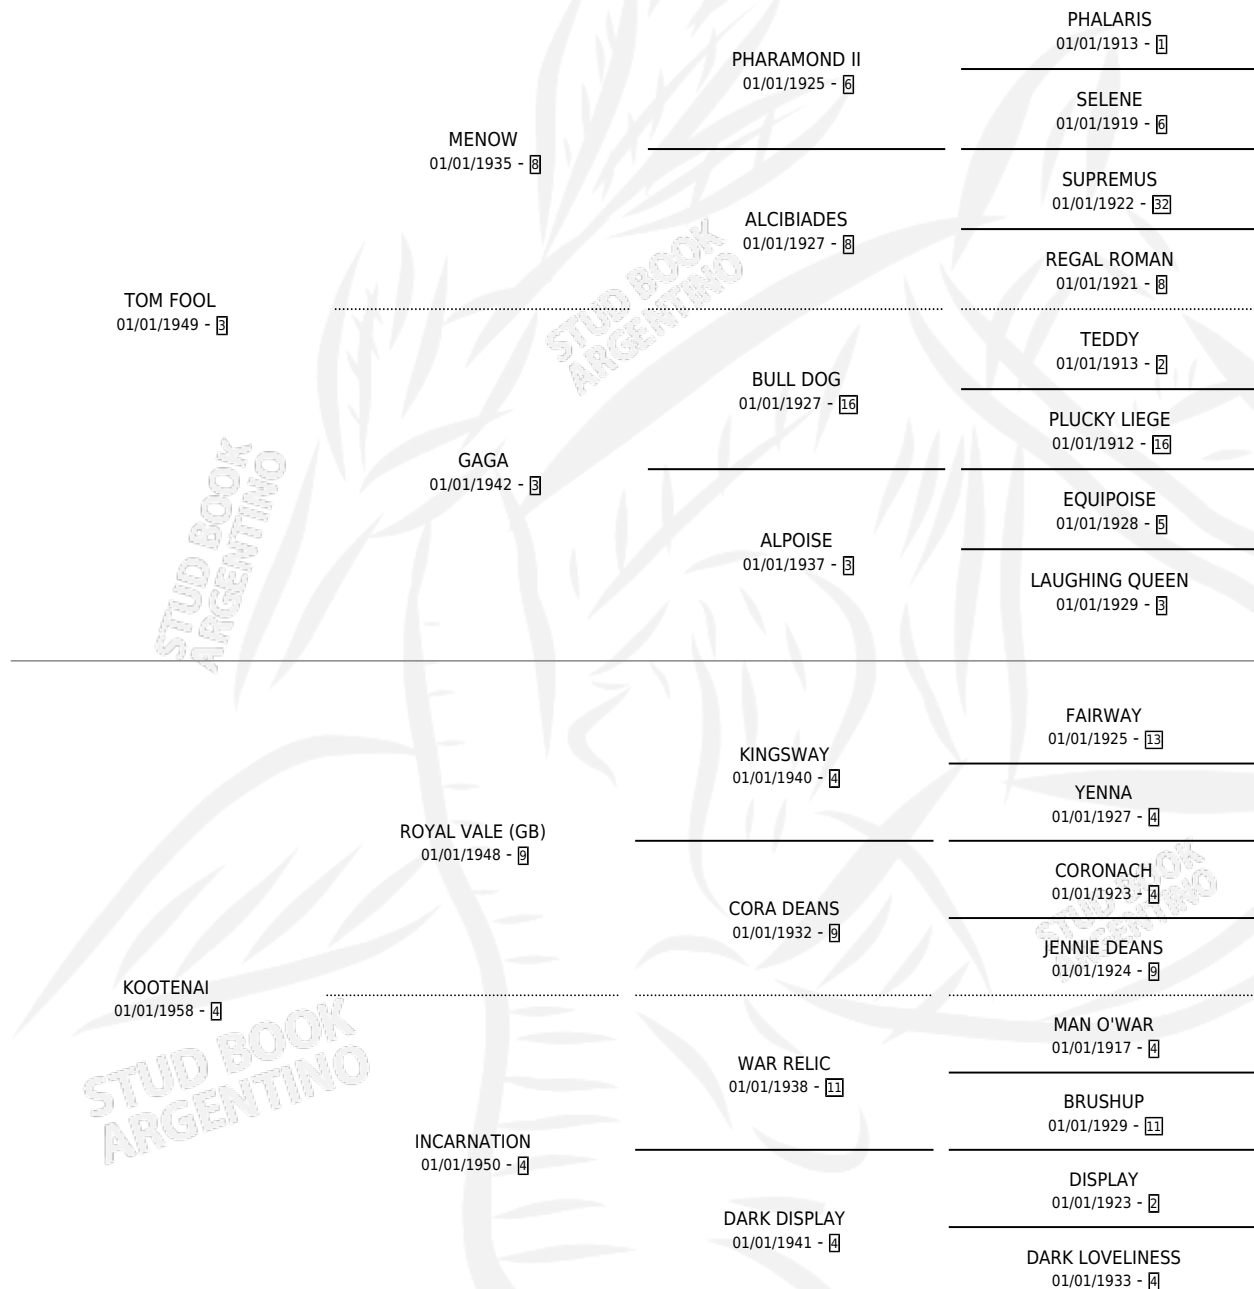 PHALARIS
01/01/1913 - 1
PHARAMOND II
01/01/1925 - 6
SELENE
01/01/1919 - 6
MENOW
01/01/1935 - 8
SUPREMUS
01/01/1922 - 32
ALCIBIADES
01/01/1927 - 8
REGAL ROMAN
01/01/1921 - 8
TOM FOOL
01/01/1949 - 3
TEDDY
01/01/1913 - 2
BULL DOG
01/01/1927 - 16
PLUCKY LIEGE
01/01/1912 - 16
GAGA
01/01/1942 - 3
EQUIPOISE
01/01/1928 - 5
ALPOISE
01/01/1937 - 3
LAUGHING QUEEN
01/01/1929 - 3
STUD BOOK
ARGENTINO
STUD BOOK
ARGENTINO
FAIRWAY
01/01/1925 - 13
KINGSWAY
01/01/1940 - 4
YENNA
01/01/1927 - 4
ROYAL VALE (GB)
01/01/1948 - 9
CORONACH
01/01/1923 - 4
CORA DEANS
01/01/1932 - 9
JENNIE DEANS
01/01/1924 - 9
STUD BOOK
ARGENTINO
KOOTENAI
01/01/1958 - 4
MAN O'WAR
01/01/1917 - 4
WAR RELIC
01/01/1938 - 11
BRUSHUP
01/01/1929 - 11
STUD BOOK
ARGENTINO
INCARNATION
01/01/1950 - 4
DISPLAY
01/01/1923 - 2
DARK DISPLAY
01/01/1941 - 4
DARK LOVELINESS
01/01/1933 - 4